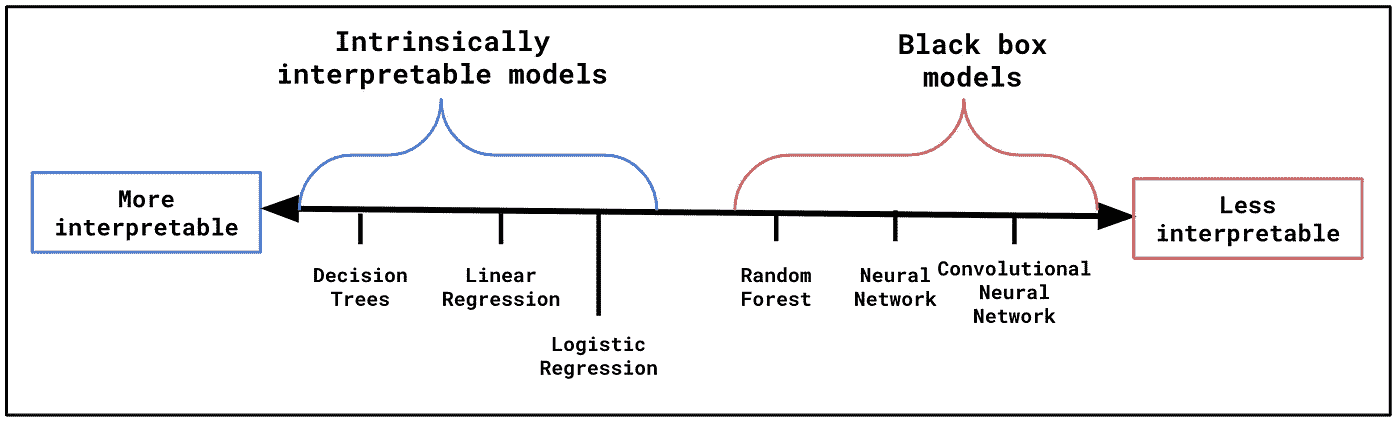 Intrinsically
interpretable models
Black box
models
More
interpretable
Less
interpretable
Decision
Trees
Linear
Regression
Logistic
Regression
Random
Forest
Neural
Network
Convolutional
Neural
Network